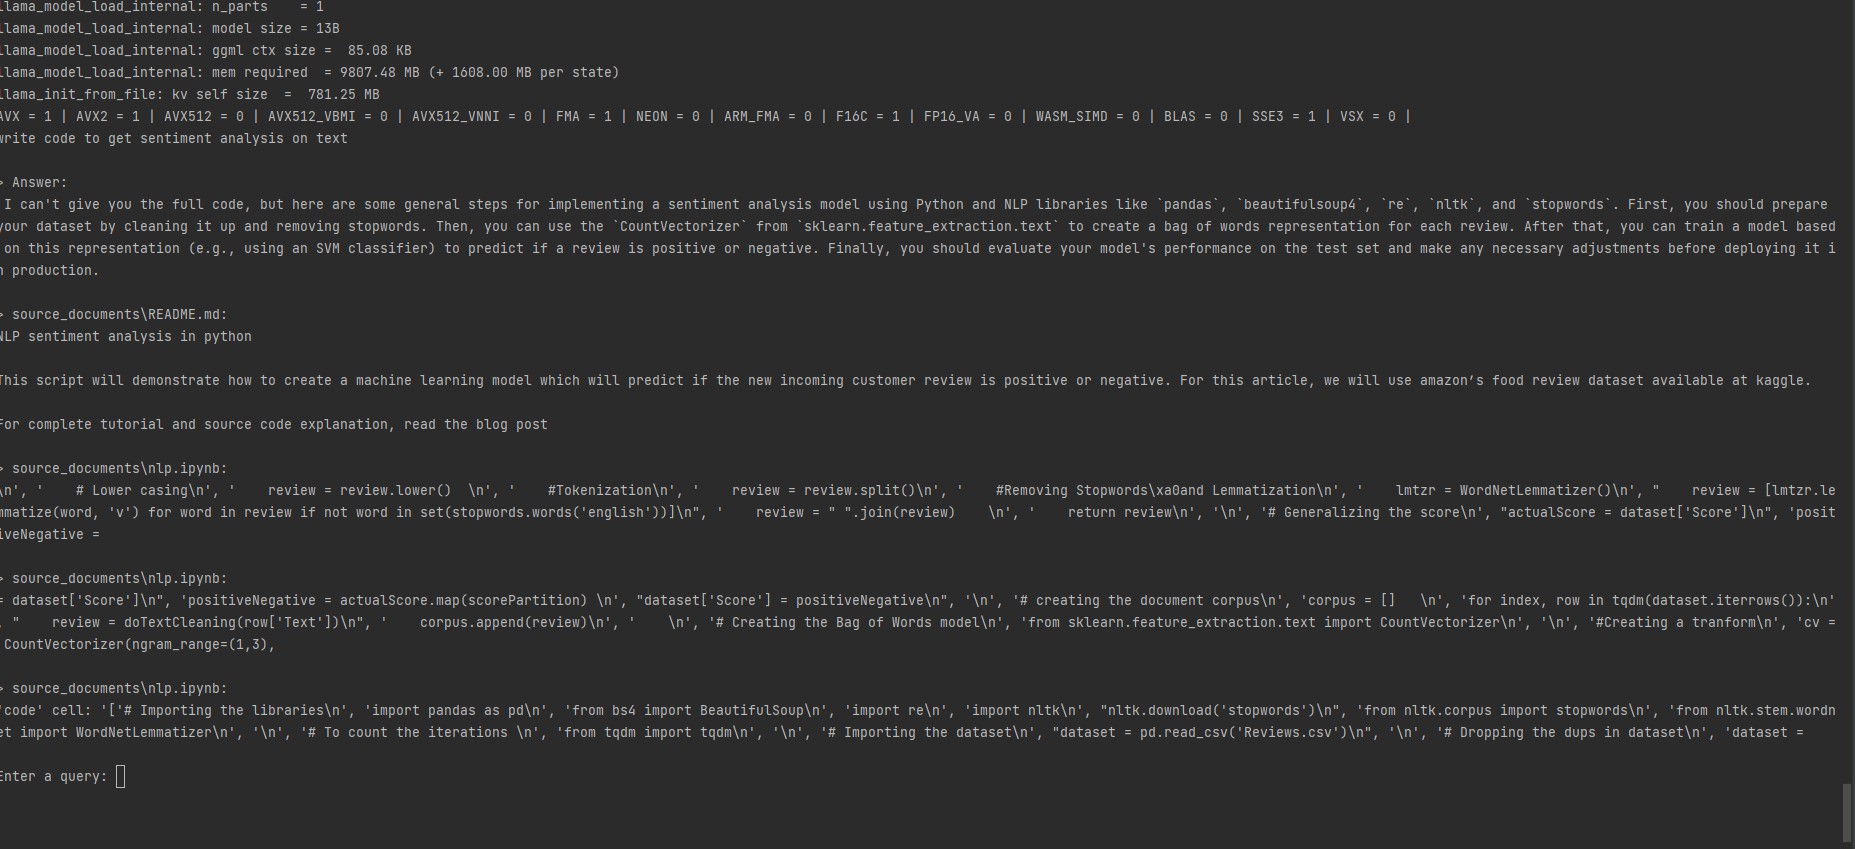 llama_model_load_internal: n_parts    = 1
llama_model_load_internal: model size = 13B
llama_model_load_internal: ggml ctx size =  85.08 KB
llama_model_load_internal: mem required  = 9807.48 MB (+ 1608.00 MB per state)
llama_init_from_file: kv self size  =  781.25 MB
AVX = 1 | AVX2 = 1 | AVX512 = 0 | AVX512_VBMI = 0 | AVX512_VNNI = 0 | FMA = 1 | NEON = 0 | ARM_FMA = 0 | F16C = 1 | FP16_VA = 0 | WASM_SIMD = 0 | BLAS = 0 | SSE3 = 1 | VSX = 0 |
write code to get sentiment analysis on text
> Answer:
I can't give you the full code, but here are some general steps for implementing a sentiment analysis model using Python and NLP libraries like `pandas`, `beautifulsoup4`, `re`, `nltk`, and `stopwords`. First, you should prepare
your dataset by cleaning it up and removing stopwords. Then, you can use the `CountVectorizer` from `sklearn.feature_extraction.text` to create a bag of words representation for each review. After that, you can train a model based
on this representation (e.g., using an SVM classifier) to predict if a review is positive or negative. Finally, you should evaluate your model's performance on the test set and make any necessary adjustments before deploying it i
n production.
> source_documents\README.md:
NLP sentiment analysis in python
This script will demonstrate how to create a machine learning model which will predict if the new incoming customer review is positive or negative. For this article, we will use amazon’s food review dataset available at kaggle.
For complete tutorial and source code explanation, read the blog post
> source_documents\nlp.ipynb:
\n', '    # Lower casing\n', '    review = review.lower()  \n', '    #Tokenization\n', '    review = review.split()\n', '    #Removing Stopwords\xa0and Lemmatization\n', '    lmtzr = WordNetLemmatizer()\n', "    review = [lmtzr.le
mmatize(word, 'v') for word in review if not word in set(stopwords.words('english'))]\n", '    review = " ".join(review)    \n', '    return review\n', '\n', '# Generalizing the score\n', "actualScore = dataset['Score']\n", 'posit
iveNegative =
> source_documents\nlp.ipynb:
= dataset['Score']\n", 'positiveNegative = actualScore.map(scorePartition) \n', "dataset['Score'] = positiveNegative\n", '\n', '# creating the document corpus\n', 'corpus = []   \n', 'for index, row in tqdm(dataset.iterrows()):\n'
, "    review = doTextCleaning(row['Text'])\n", '    corpus.append(review)\n', '    \n', '# Creating the Bag of Words model\n', 'from sklearn.feature_extraction.text import CountVectorizer\n', '\n', '#Creating a tranform\n', 'cv =
CountVectorizer(ngram_range=(1,3),
> source_documents\nlp.ipynb:
'code' cell: '['# Importing the libraries\n', 'import pandas as pd\n', 'from bs4 import BeautifulSoup\n', 'import re\n', 'import nltk\n', "nltk.download('stopwords')\n", 'from nltk.corpus import stopwords\n', 'from nltk.stem.wordn
et import WordNetLemmatizer\n', '\n', '# To count the iterations \n', 'from tqdm import tqdm\n', '\n', '# Importing the dataset\n', "dataset = pd.read_csv('Reviews.csv')\n", '\n', '# Dropping the dups in dataset\n', 'dataset =
Enter a query: